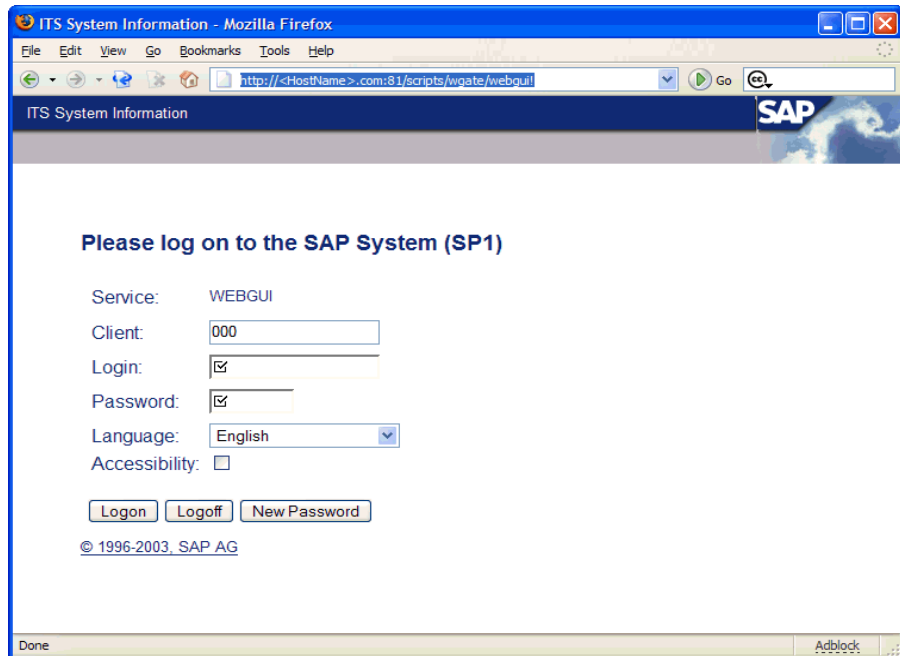 ITS System Information - Mozilla Firefox
File Edit View Go Bookmarks Tools Help
http://<HostName>.com:81/scripts/wgate/webgui! Go
ITS System Information SAP
Please log on to the SAP System (SP1)
Service: WEBGUI
Client: 000
Login:
Password:
Language: English
Accessibility:
Logon Logoff New Password
© 1996-2003, SAP AG
Done Adblock